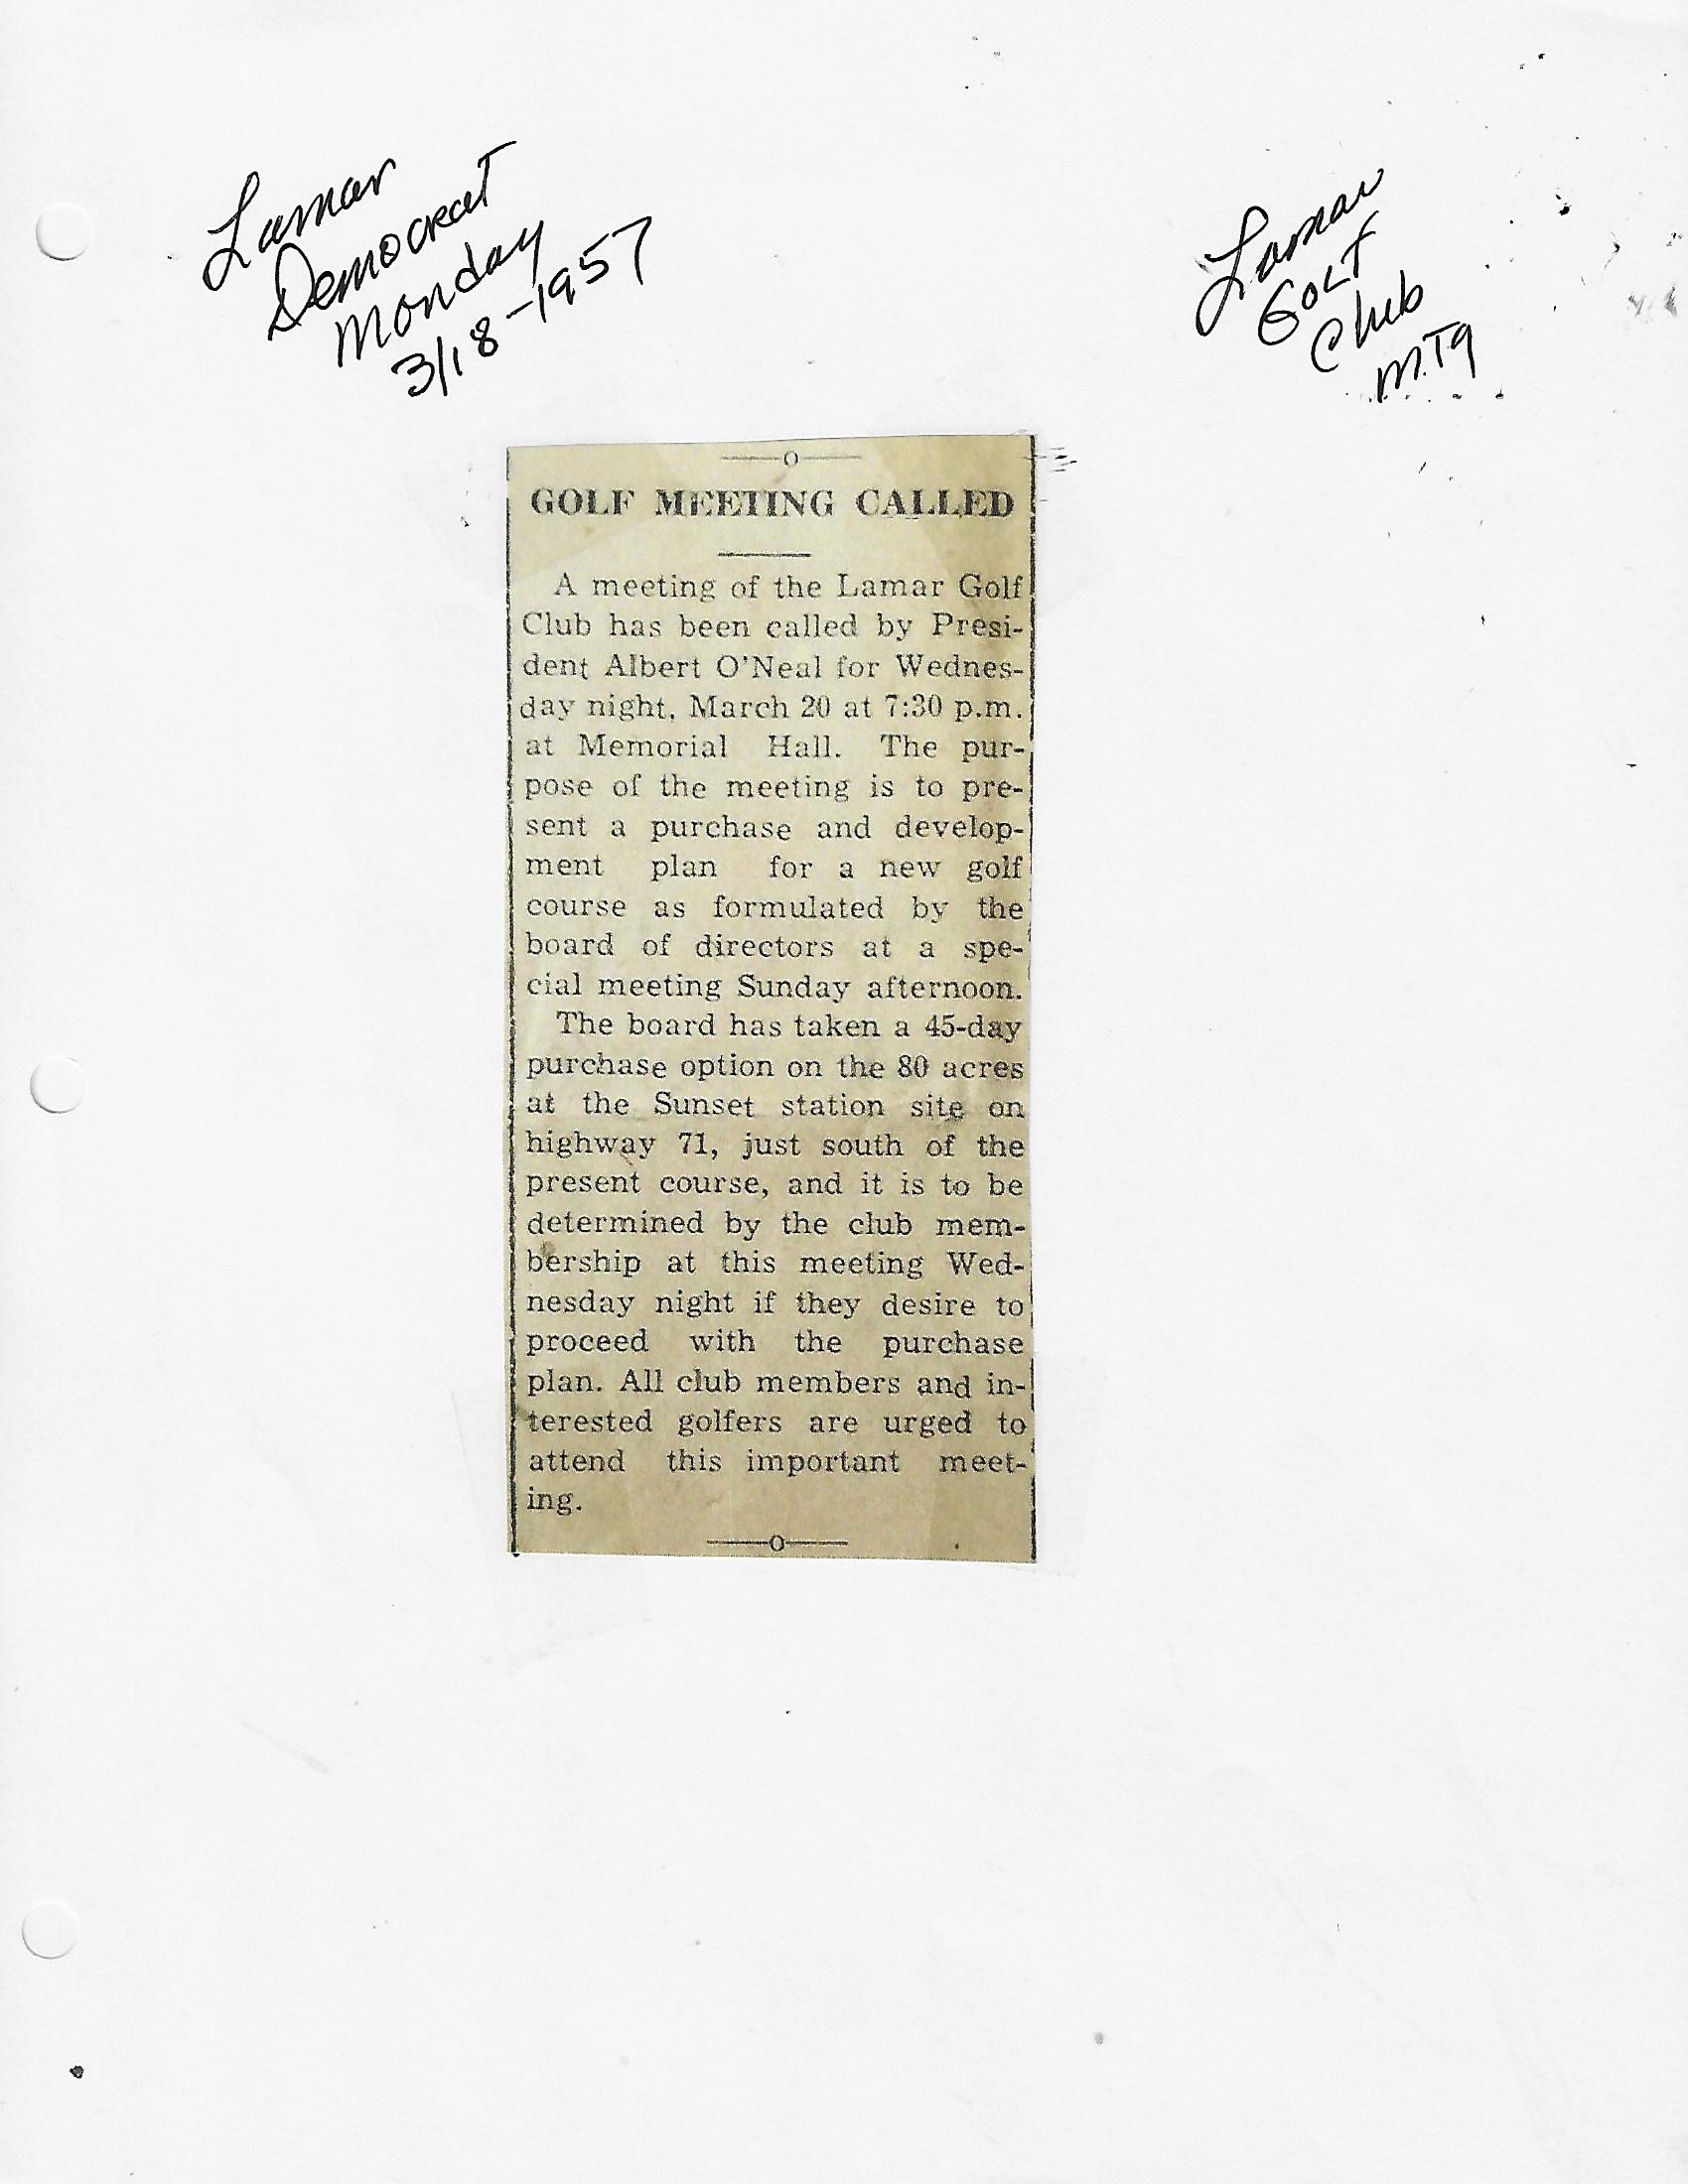 Lamar
Democrat
Monday
3/18-1957
Lamar
Golf
Club
MTg
GOLF MEETING CALLED
A meeting of the Lamar Golf
Club has been called by Presi-
dent Albert O'Neal for Wednes-
day night, March 20 at 7:30 p.m.
at Memorial Hall. The pur-
pose of the meeting is to pre-
sent a purchase and develop-
ment plan for a new golf
course as formulated by the
board of directors at a spe-
cial meeting Sunday afternoon.
The board has taken a 45-day
purchase option on the 80 acres
at the Sunset station site on
highway 71, just south of the
present course, and it is to be
determined by the club mem-
bership at this meeting Wed-
nesday night if they desire to
proceed with the purchase
plan. All club members and in-
terested golfers are urged to
attend this important meet-
ing.